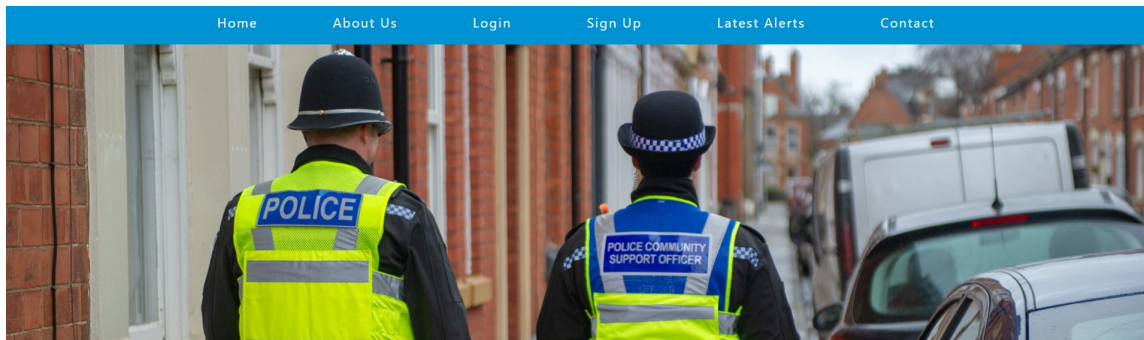 Home About Us Login Sign Up Latest Alerts Contact
POLICE
POLICE COMMUNITY
SUPPORT OFFICER